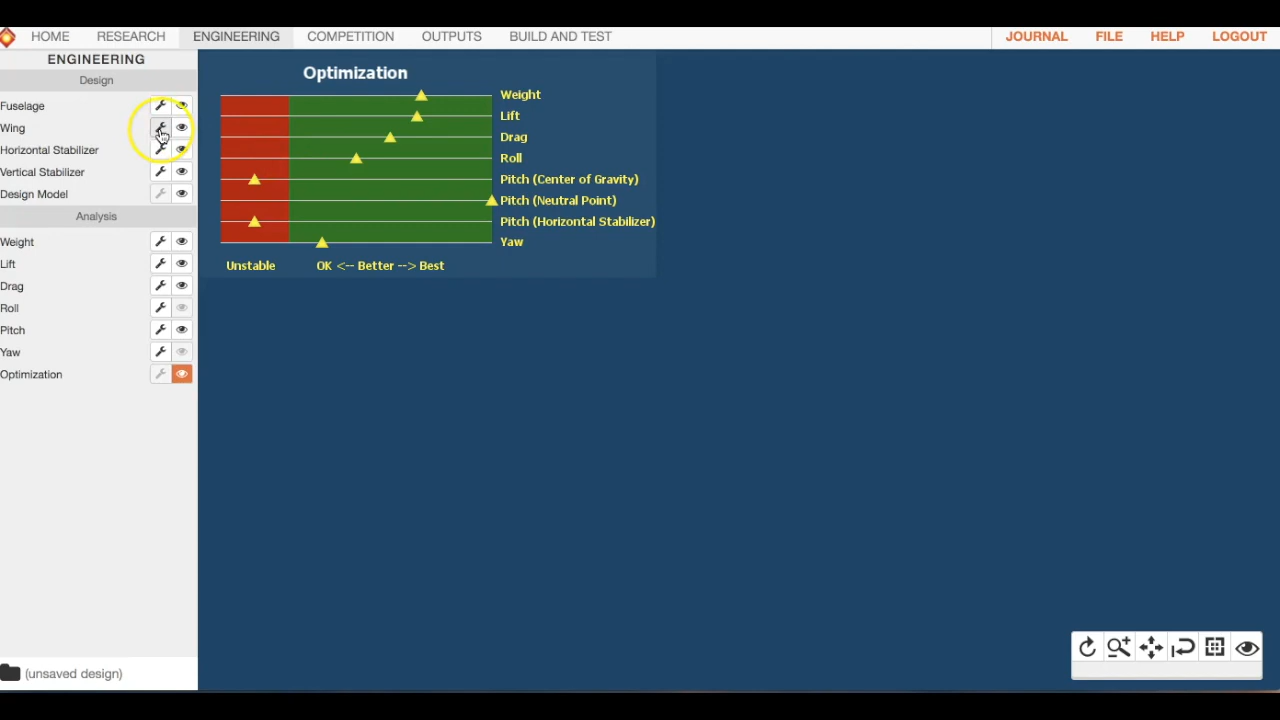 HOME
RESEARCH
ENGINEERING
COMPETITION
OUTPUTS
BUILD AND TEST
JOURNAL
FILE
HELP
LOGOUT
ENGINEERING
Design
Fuselage
Wing
Horizontal Stabilizer
Vertical Stabilizer
Design Model
Analysis
Weight
Lift
Drag
Roll
Pitch
Yaw
Optimization
(unsaved design)
Optimization
Weight
Lift
Drag
Roll
Pitch (Center of Gravity)
Pitch (Neutral Point)
Pitch (Horizontal Stabilizer)
Yaw
Unstable
OK <-- Better --> Best